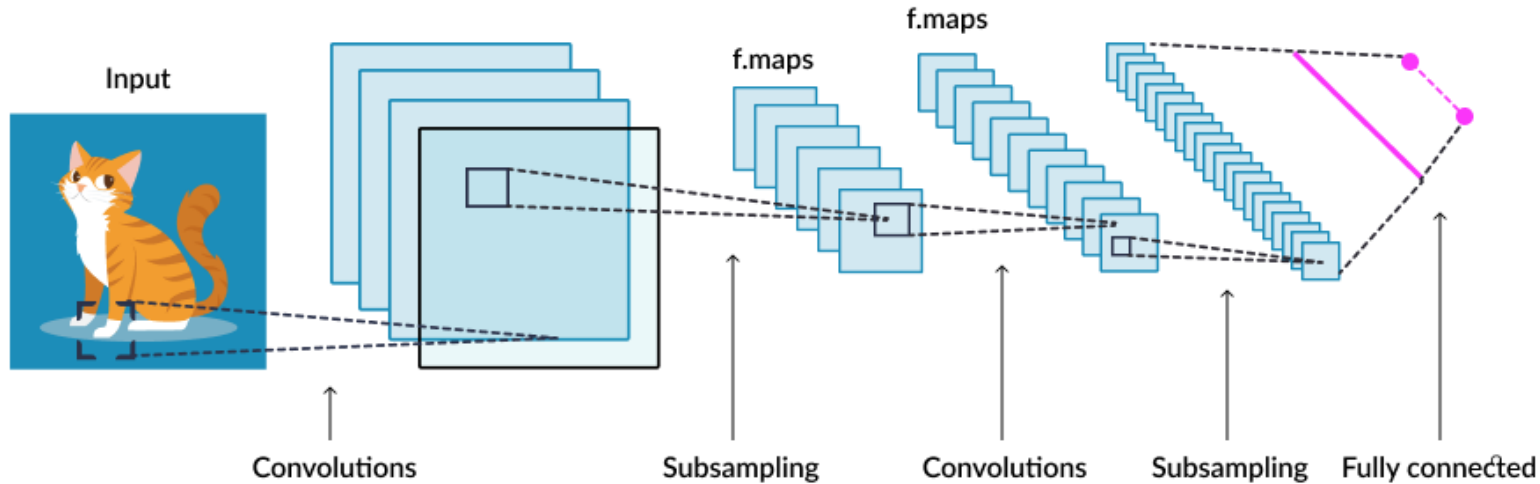 Input
f.maps
f.maps
Convolutions
Subsampling
Convolutions
Subsampling
Fully connected